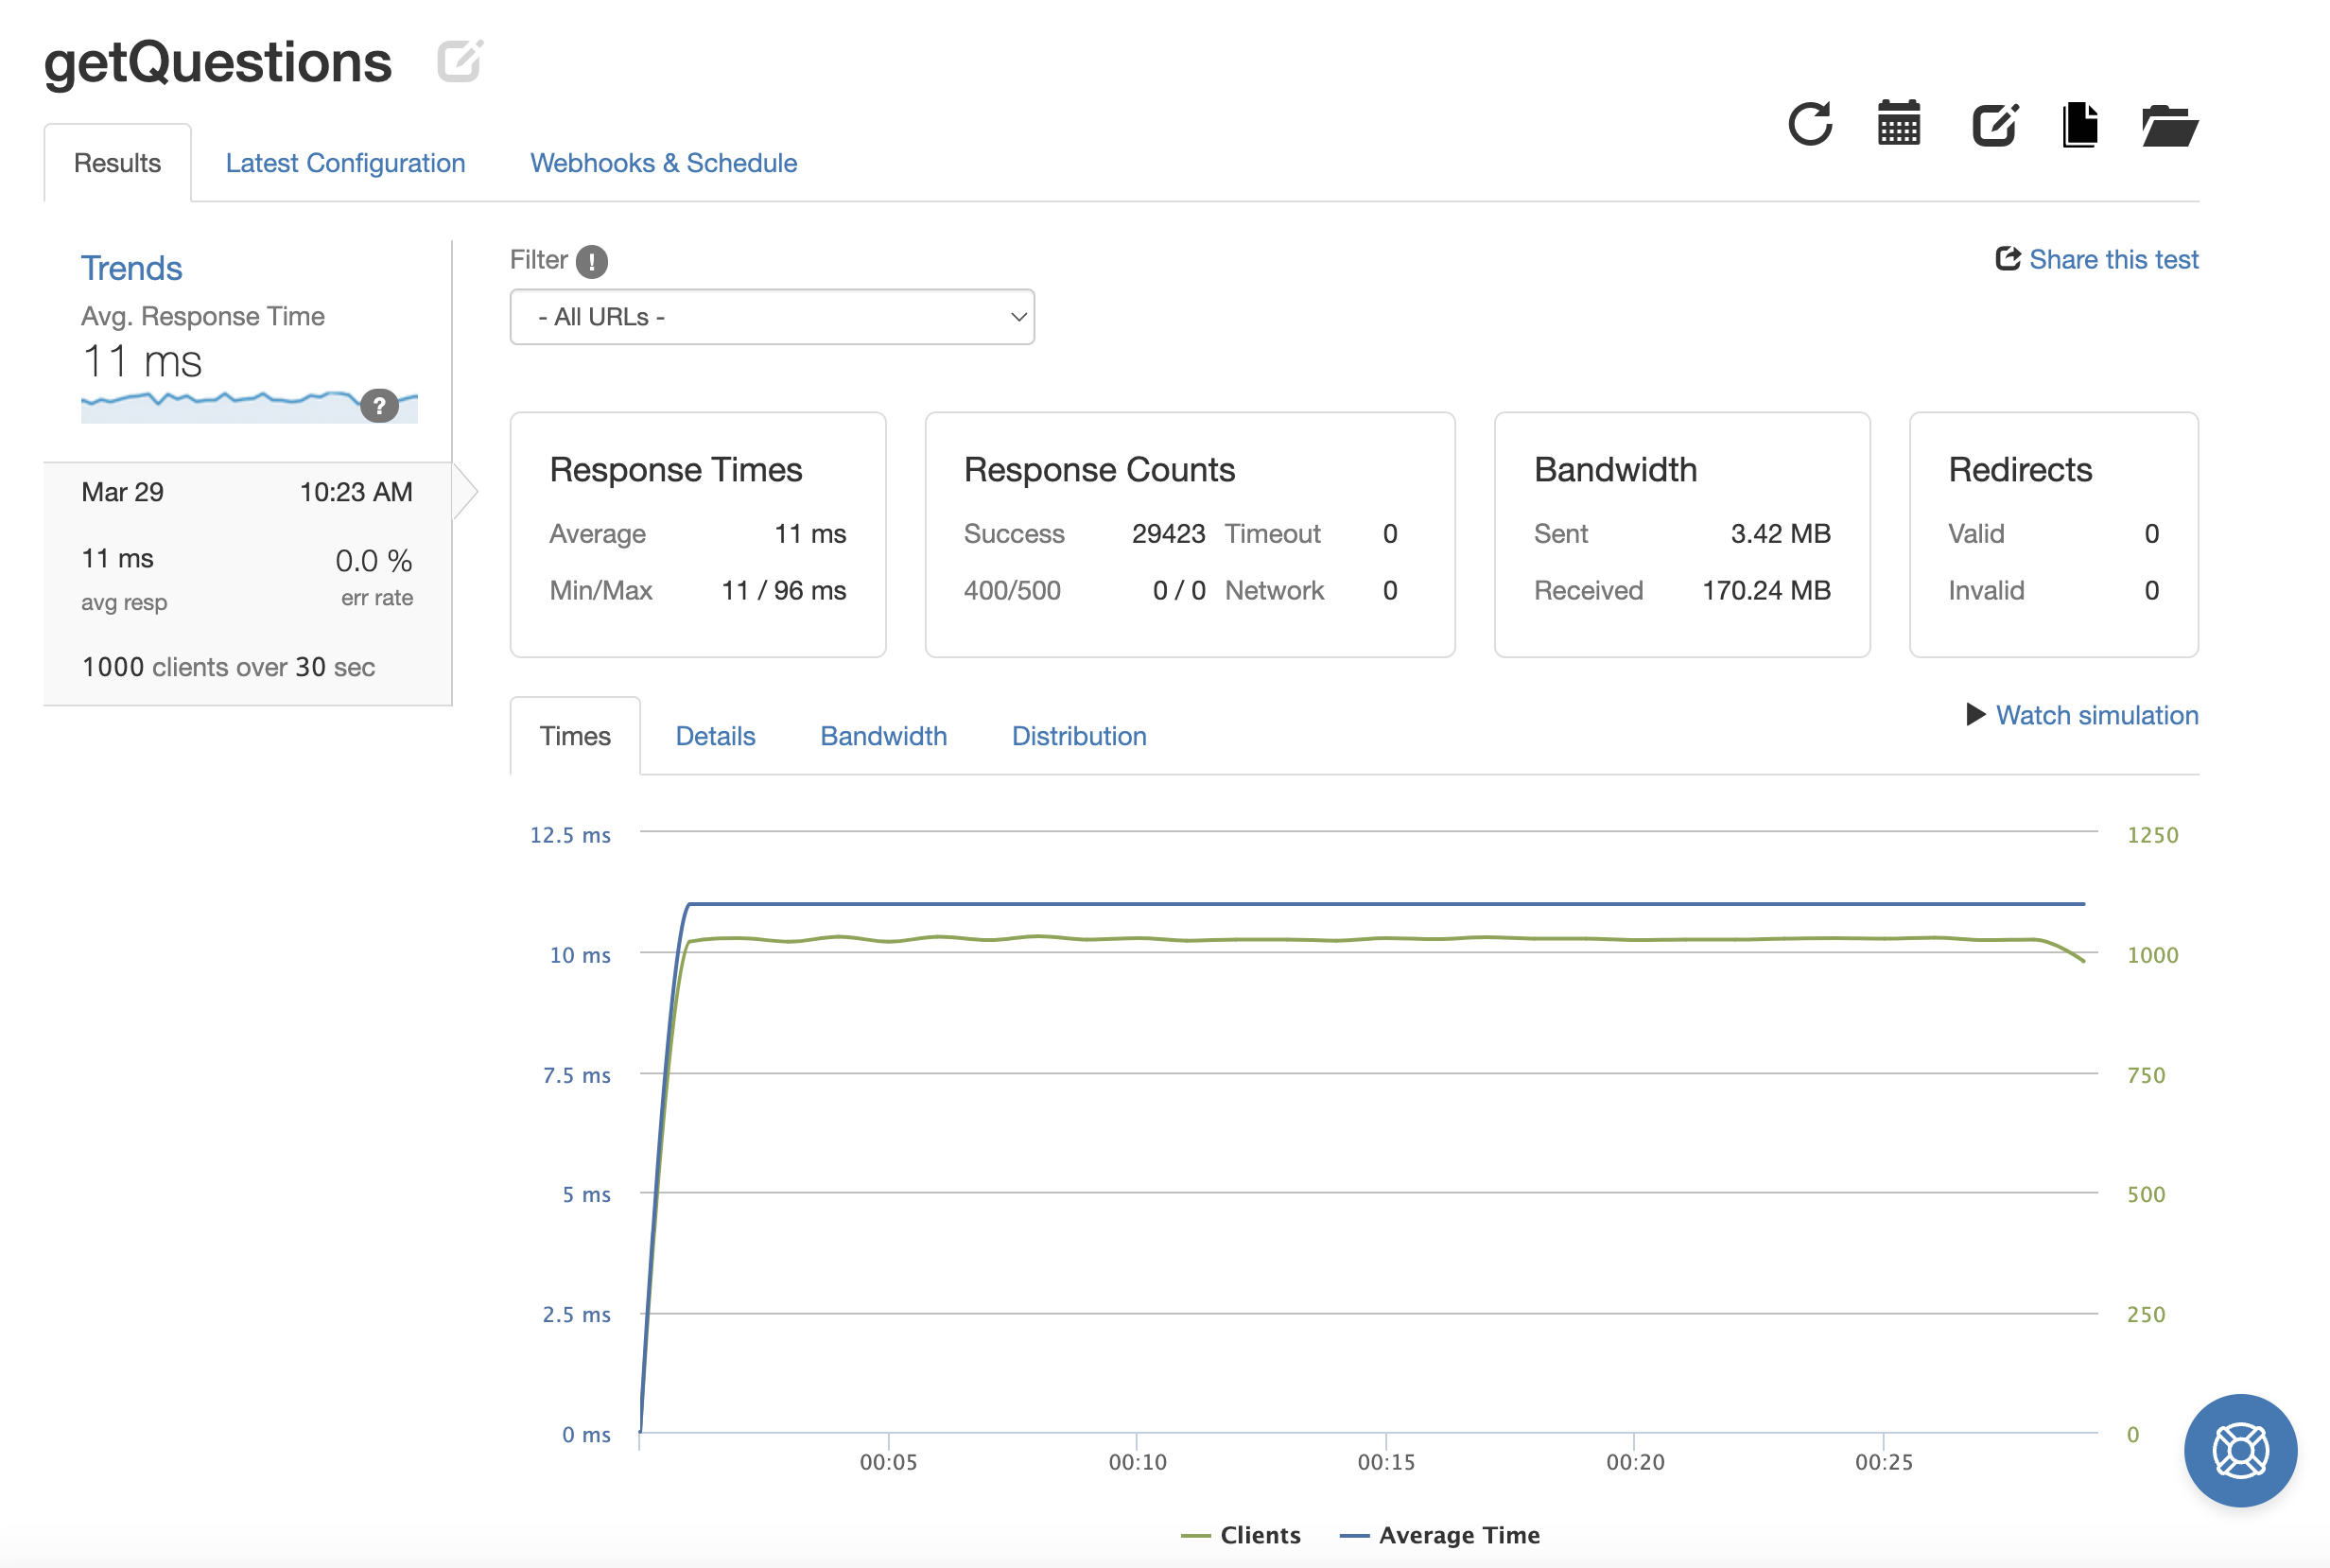 getQuestions
Results
Latest Configuration
Webhooks & Schedule
Trends
Avg. Response Time
11 ms
?
Mar 29
10:23 AM
11 ms
0.0 %
avg resp
err rate
1000 clients over 30 sec
Filter !
Share this test
- All URLs -
Response Times
Average 11 ms
Min/Max 11 / 96 ms
Response Counts
Success 29423 Timeout 0
400/500 0 / 0 Network 0
Bandwidth
Sent 3.42 MB
Received 170.24 MB
Redirects
Valid 0
Invalid 0
Watch simulation
Times
Details
Bandwidth
Distribution
12.5 ms 1250
10 ms 1000
7.5 ms 750
5 ms 500
2.5 ms 250
0 ms 0
00:05 00:10 00:15 00:20 00:25
Clients Average Time